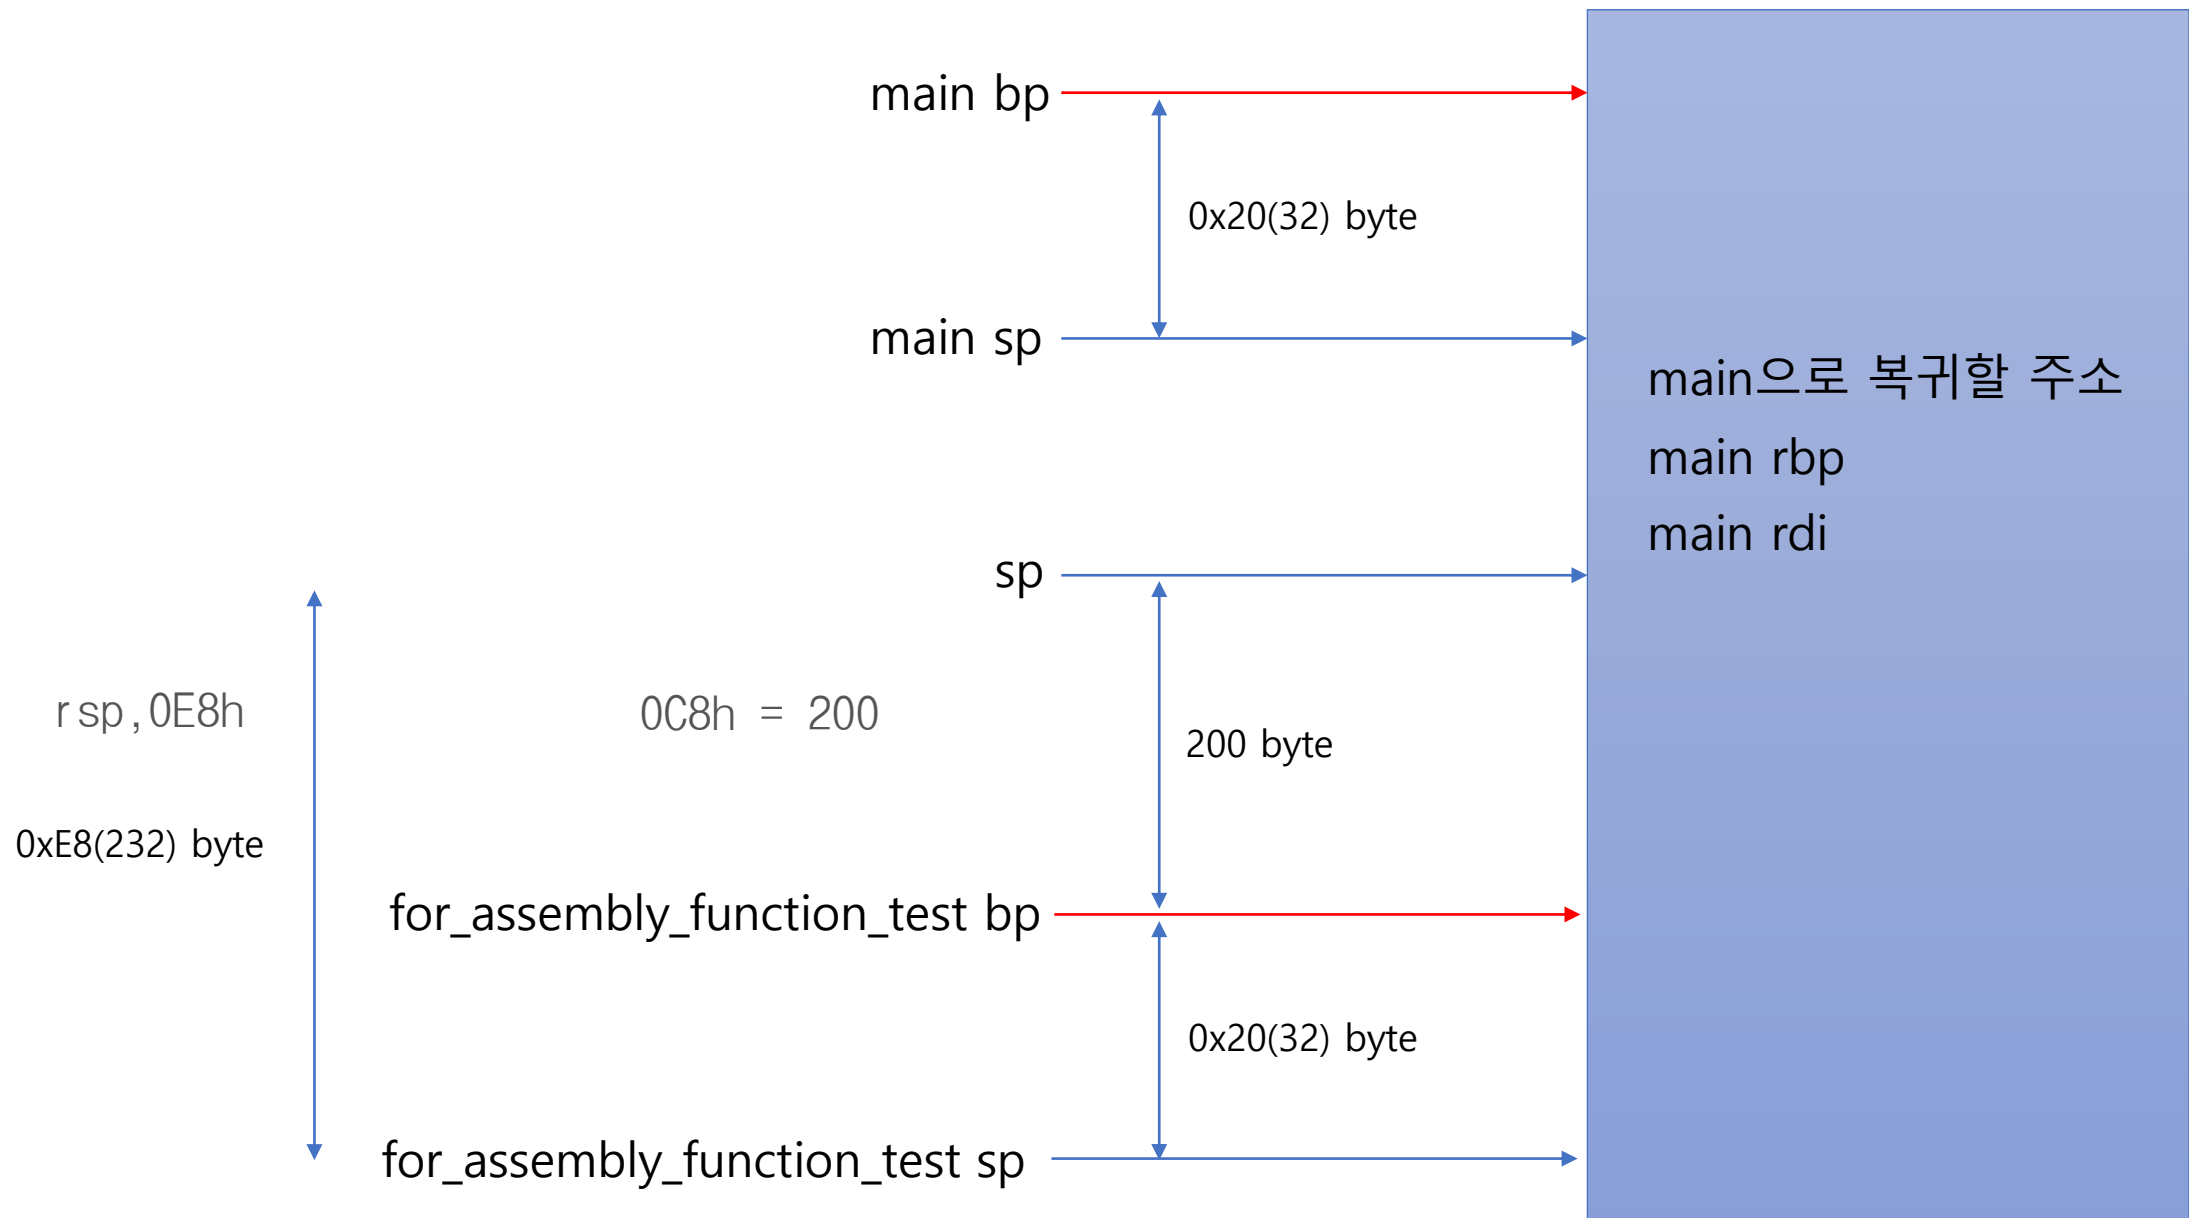 main bp
0x20(32) byte
main sp
main으로 복귀할 주소
main rbp
main rdi
sp
rsp,0E8h
0C8h = 200
200 byte
0xE8(232) byte
for_assembly_function_test bp
0x20(32) byte
for_assembly_function_test sp